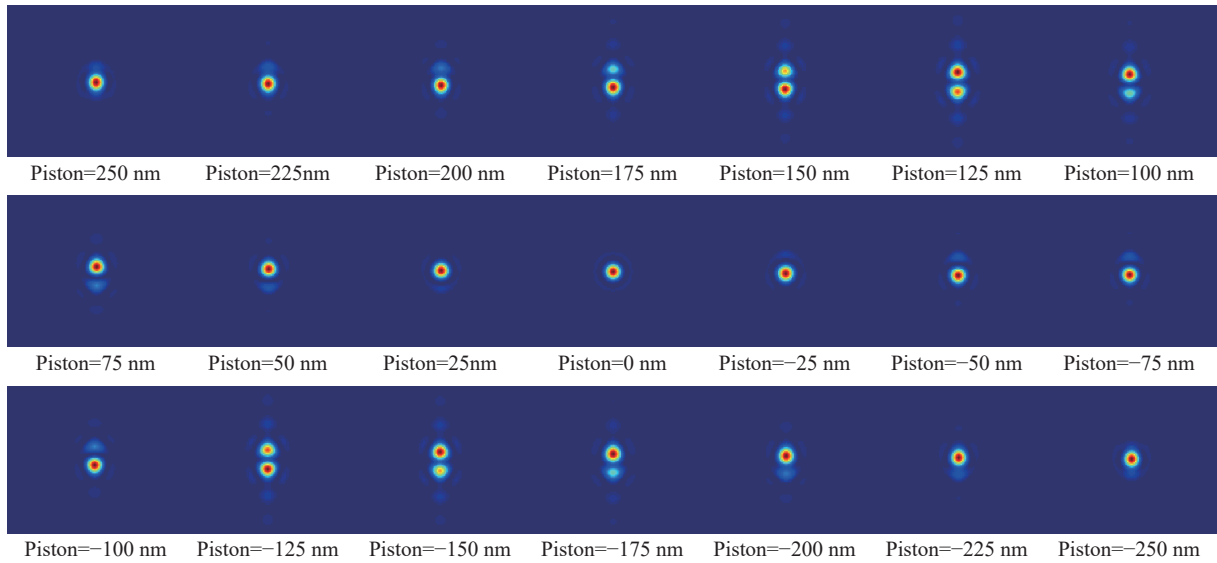 Piston=250 nm Piston=225nm Piston=200 nm Piston=175 nm Piston=150 nm Piston=125 nm Piston=100 nm
Piston=75 nm Piston=50 nm Piston=25nm Piston=0 nm Piston=−25 nm Piston=−50 nm Piston=−75 nm
Piston=−100 nm Piston=−125 nm Piston=−150 nm Piston=−175 nm Piston=−200 nm Piston=−225 nm Piston=−250 nm